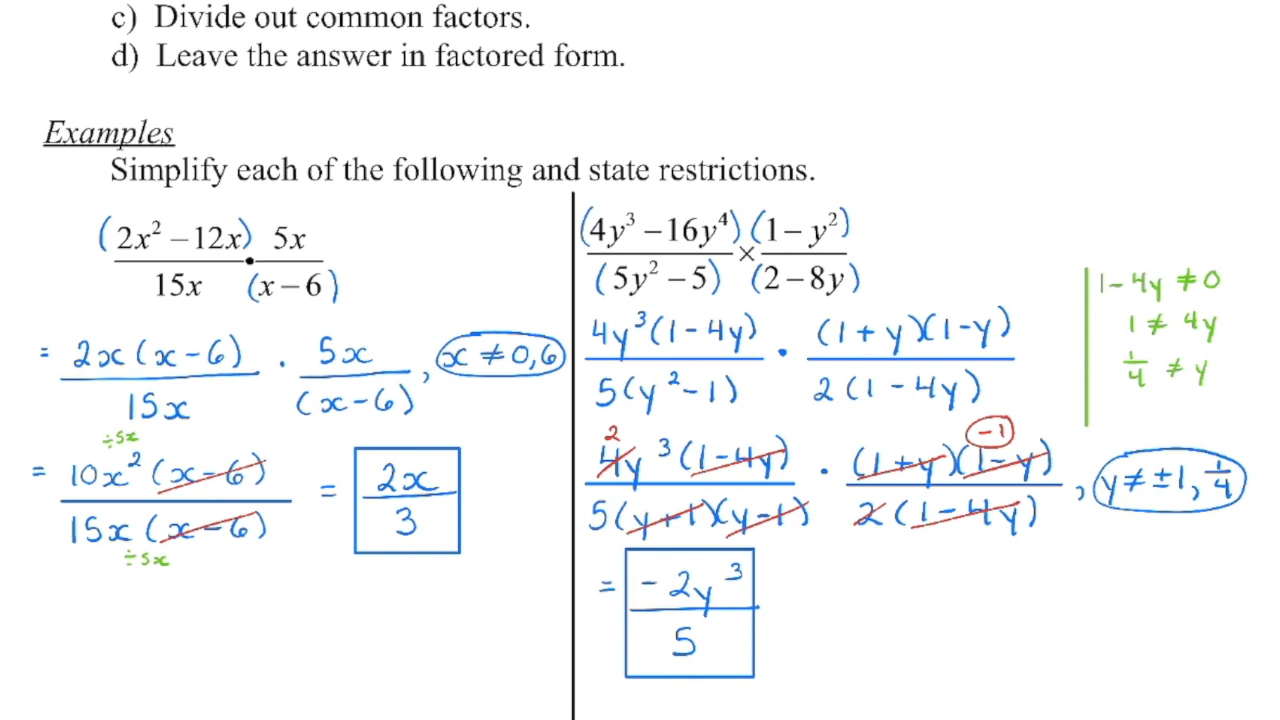 c) Divide out common factors.
d) Leave the answer in factored form.
Examples
Simplify each of the following and state restrictions.
(2x² – 12x) 5x
15x • (x – 6)
= 2x(x – 6) . 5x , x ≠ 0,6
15x (x – 6)
÷5x
= 10x²(x – 6) = 2x
15x(x – 6) 3
÷5x
(4y³ – 16y⁴) × (1 – y²)
(5y² – 5) (2 – 8y)
4y³(1 – 4y) . (1 + y)(1 – y)
5(y² – 1) 2(1 – 4y)
2 -1
4y³(1 – 4y) . (1 + y)(1 – y) , y ≠ ±1, 1/4
5(y + 1)(y – 1) 2(1 – 4y)
= -2y³
5
1 – 4y ≠ 0
1 ≠ 4y
1/4 ≠ y